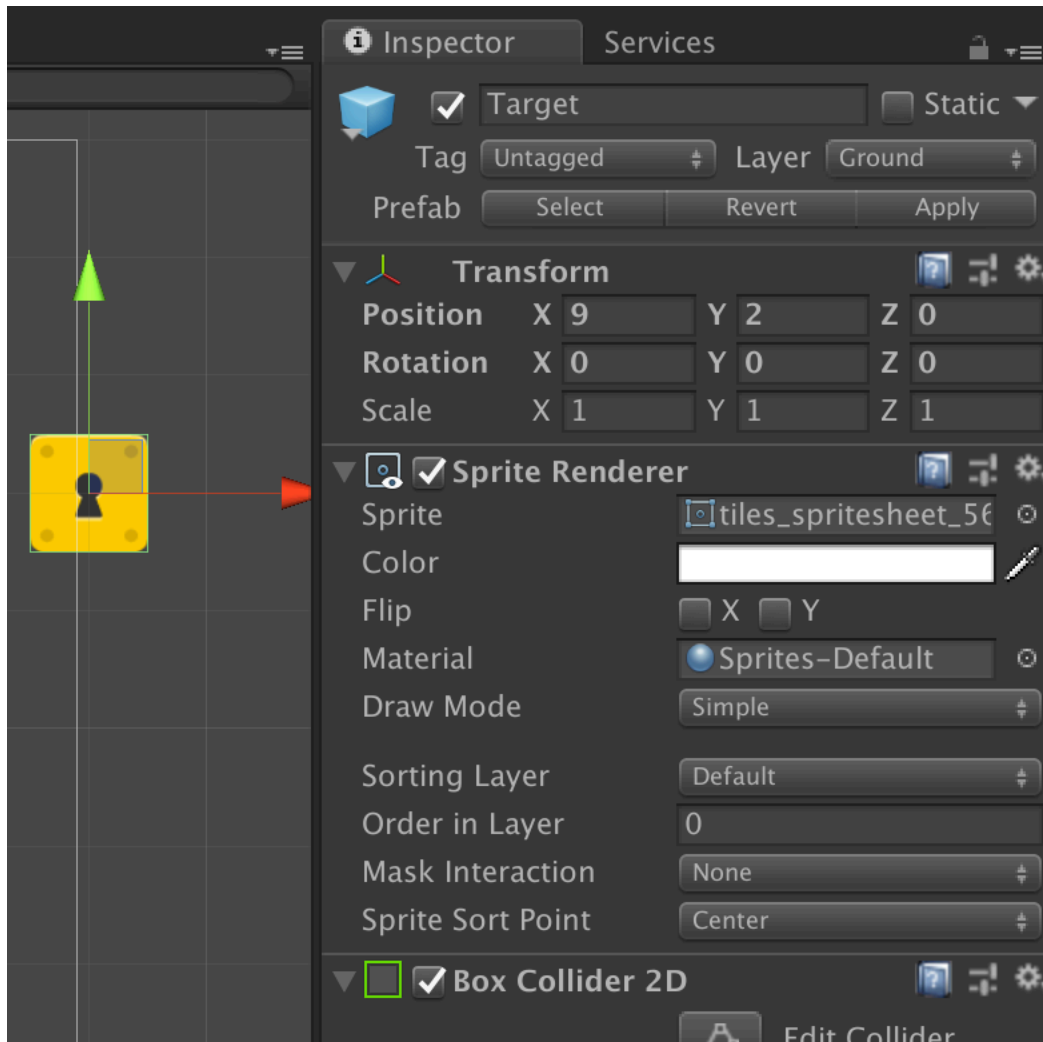 Inspector Services
Target Static
Tag Untagged Layer Ground
Prefab Select Revert Apply
Transform
Position X 9 Y 2 Z 0
Rotation X 0 Y 0 Z 0
Scale X 1 Y 1 Z 1
Sprite Renderer
Sprite tiles_spritesheet_56
Color
Flip X Y
Material Sprites-Default
Draw Mode Simple
Sorting Layer Default
Order in Layer 0
Mask Interaction None
Sprite Sort Point Center
Box Collider 2D
Edit Collider